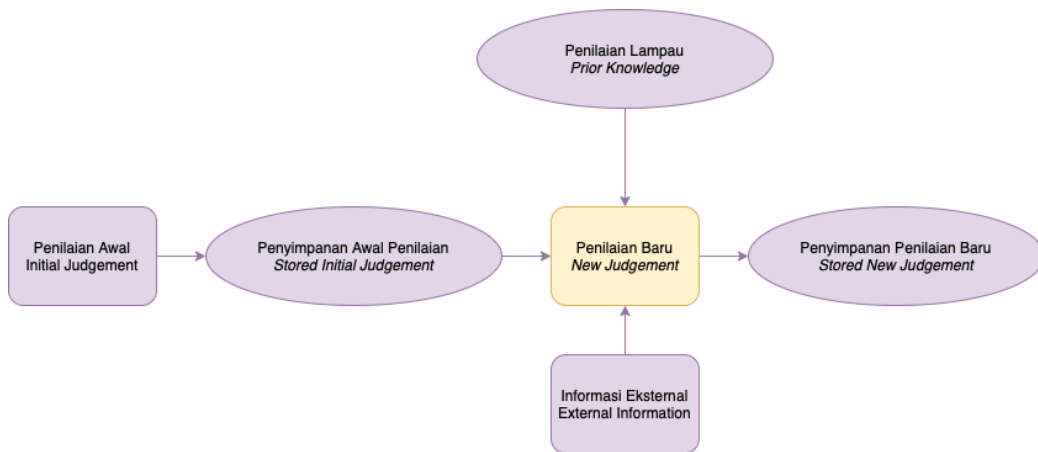 Penilaian Lampau
Prior Knowledge
Penilaian Awal
Initial Judgement
Penyimpanan Awal Penilaian
Stored Initial Judgement
Penilaian Baru
New Judgement
Penyimpanan Penilaian Baru
Stored New Judgement
Informasi Eksternal
External Information